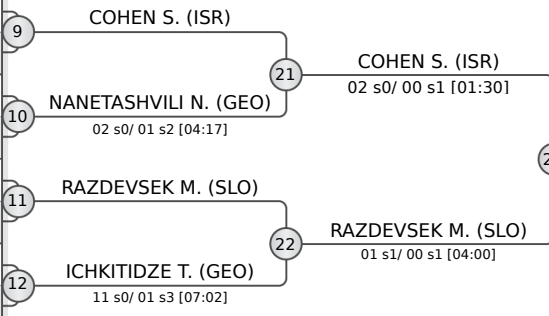 9
COHEN S. (ISR)
21
COHEN S. (ISR)
02 s0/ 00 s1 [01:30]
10
NANETASHVILI N. (GEO)
02 s0/ 01 s2 [04:17]
11
RAZDEVSEK M. (SLO)
22
RAZDEVSEK M. (SLO)
01 s1/ 00 s1 [04:00]
12
ICHKITIDZE T. (GEO)
11 s0/ 01 s3 [07:02]